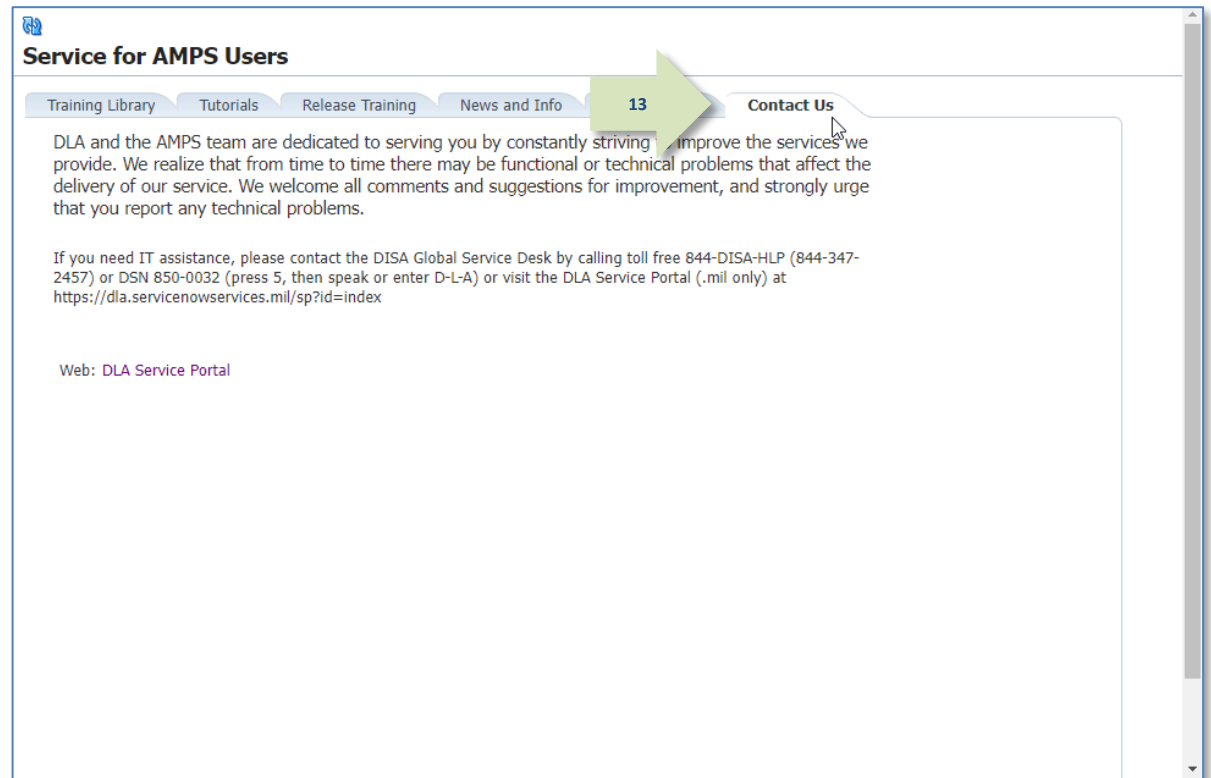 Service for AMPS Users
Training Library Tutorials Release Training News and Info 13 Contact Us
DLA and the AMPS team are dedicated to serving you by constantly striving improve the services we
provide. We realize that from time to time there may be functional or technical problems that affect the
delivery of our service. We welcome all comments and suggestions for improvement, and strongly urge
that you report any technical problems.
If you need IT assistance, please contact the DISA Global Service Desk by calling toll free 844-DISA-HLP (844-347-
2457) or DSN 850-0032 (press 5, then speak or enter D-L-A) or visit the DLA Service Portal (.mil only) at
https://dla.servicenowservices.mil/sp?id=index
Web: DLA Service Portal